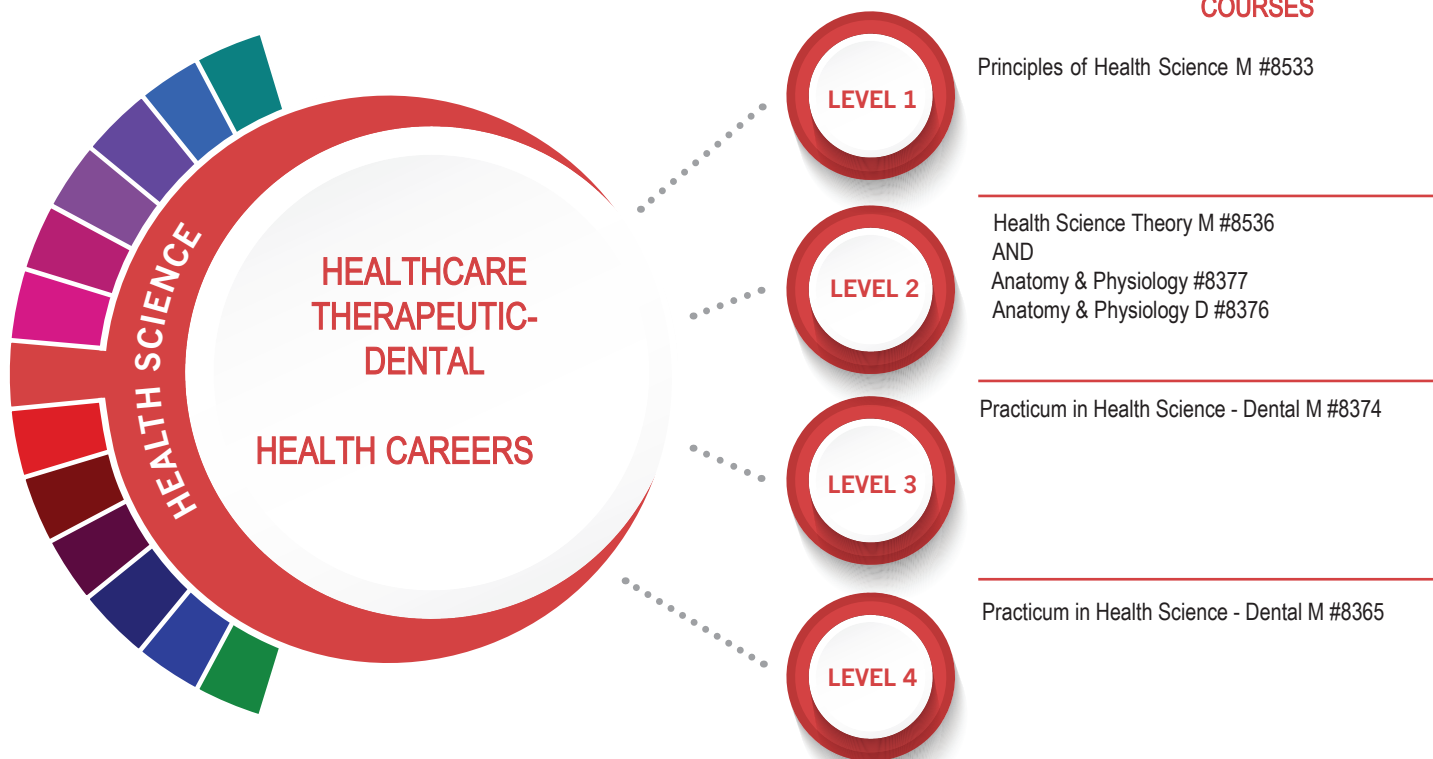 COURSES
HEALTH SCIENCE
HEALTHCARE
THERAPEUTIC-
DENTAL
HEALTH CAREERS
LEVEL 1
Principles of Health Science M #8533
LEVEL 2
Health Science Theory M #8536
AND
Anatomy & Physiology #8377
Anatomy & Physiology D #8376
LEVEL 3
Practicum in Health Science - Dental M #8374
LEVEL 4
Practicum in Health Science - Dental M #8365